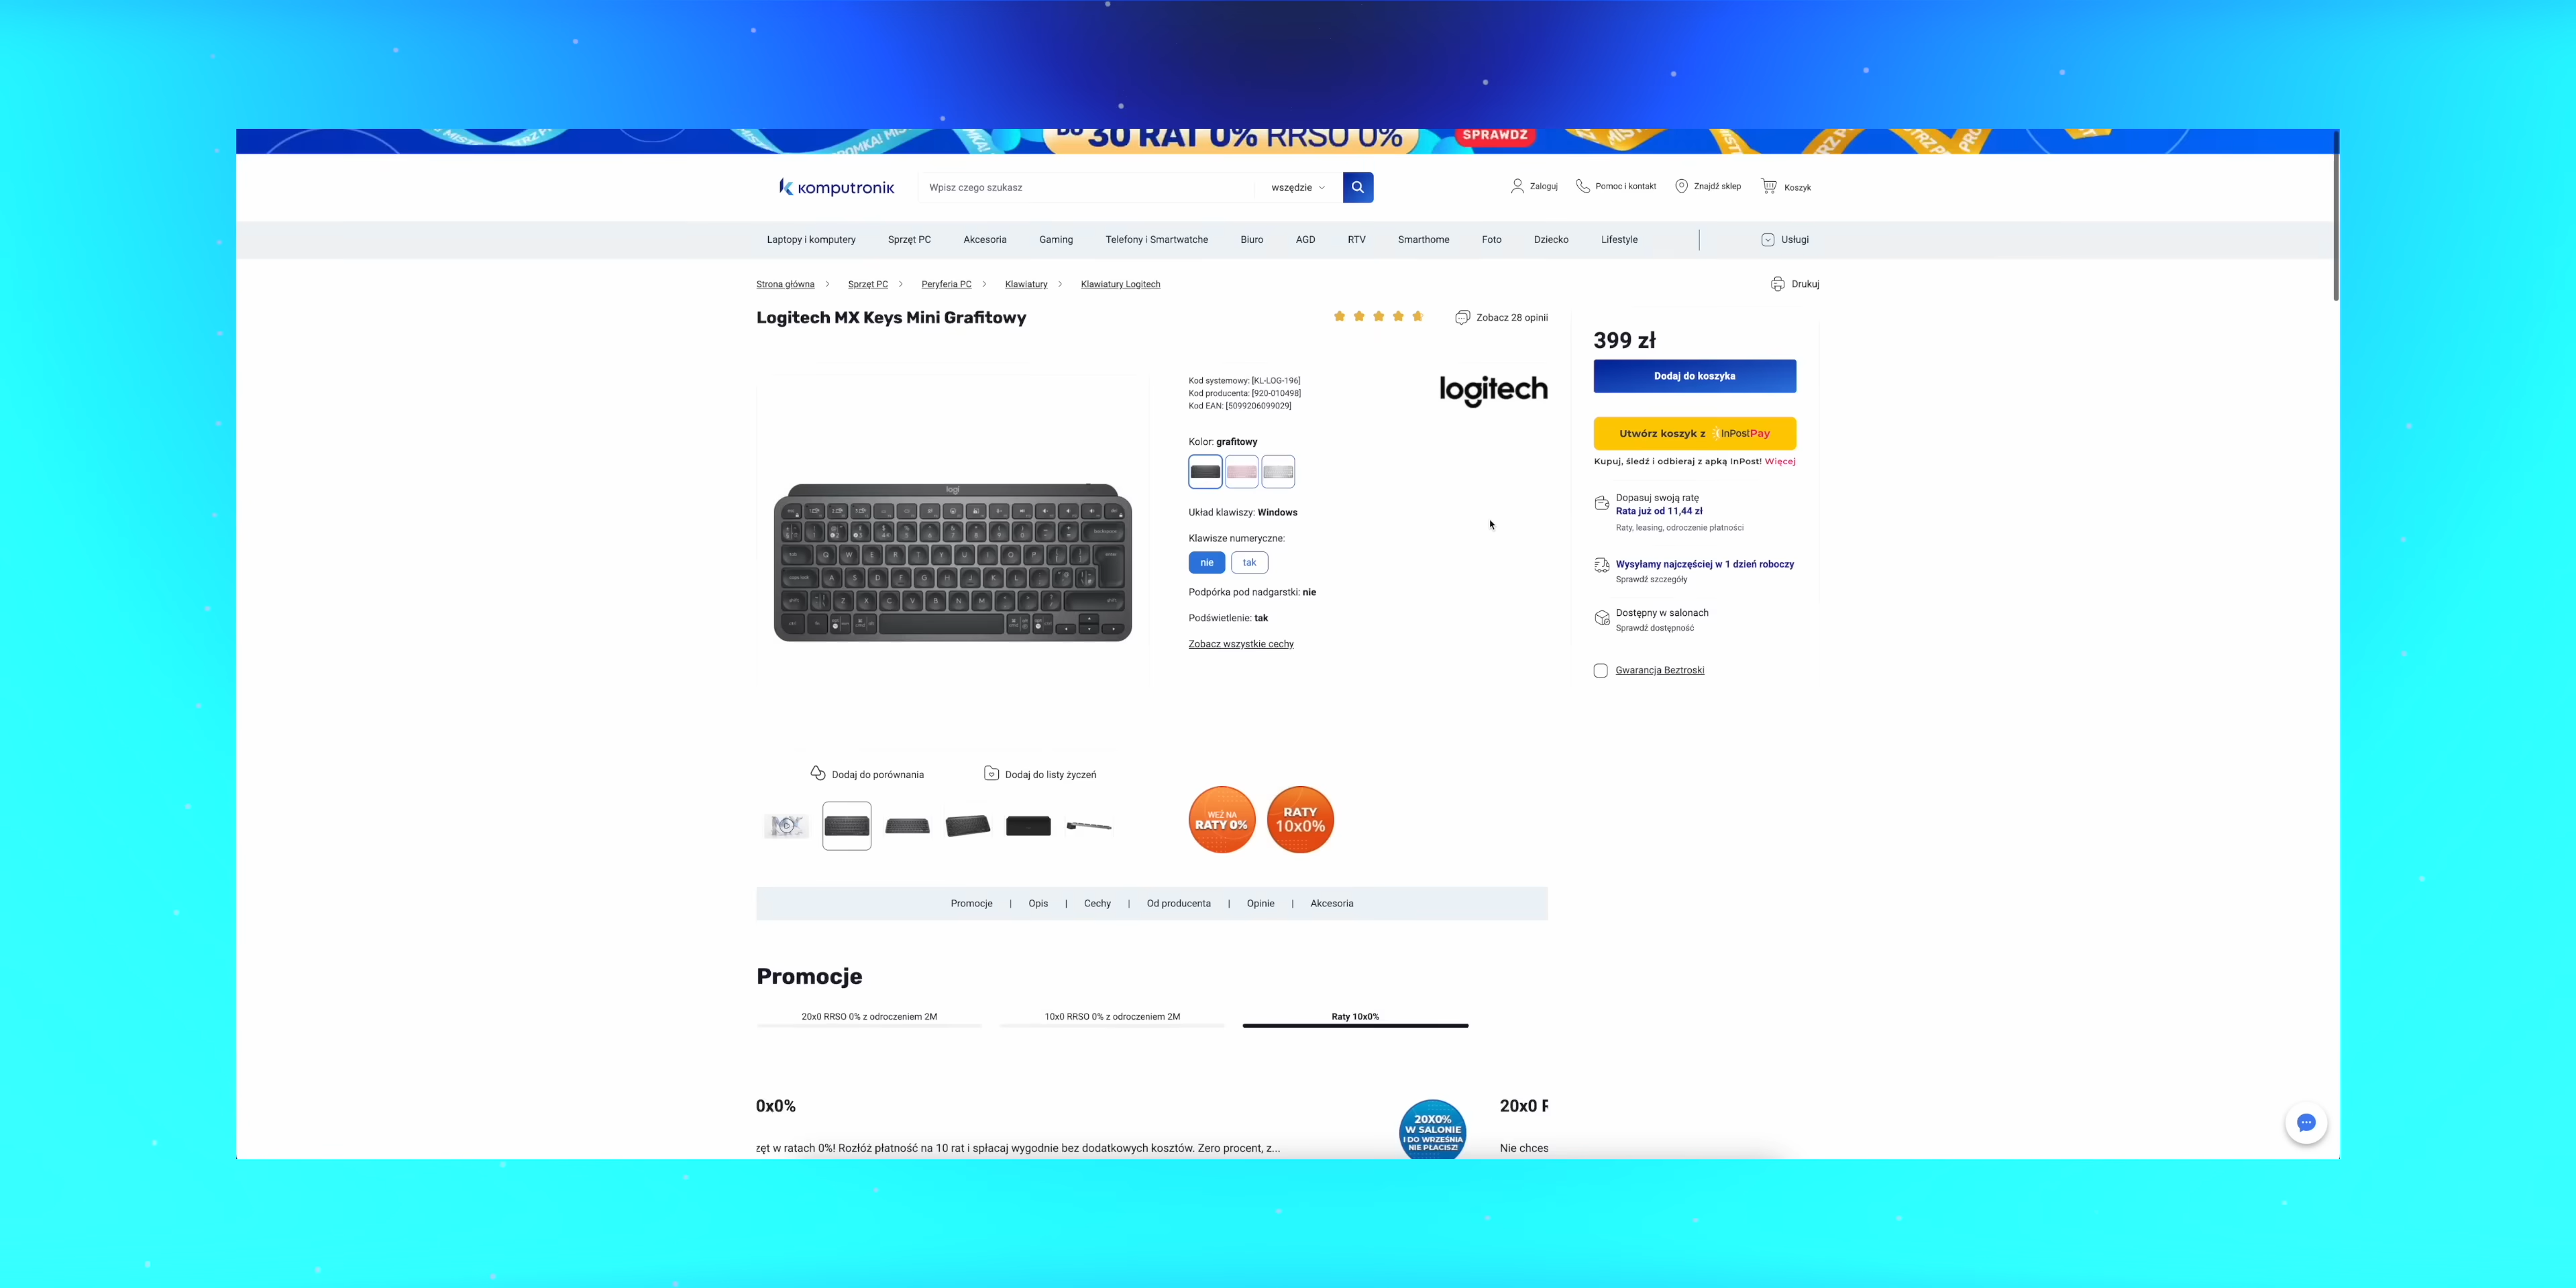 DO 30 RAT 0% RRSO 0%
SPRAWDŹ
komputronik
Wpisz czego szukasz
wszędzie
Zaloguj
Pomoc i kontakt
Znajdź sklep
Koszyk
Laptopy i komputery
Sprzęt PC
Akcesoria
Gaming
Telefony i Smartwatche
Biuro
AGD
RTV
Smarthome
Foto
Dziecko
Lifestyle
Usługi
Strona główna
Sprzęt PC
Peryferia PC
Klawiatury
Klawiatury Logitech
Drukuj
Logitech MX Keys Mini Grafitowy
Zobacz 28 opinii
logi
Kod systemowy: [KL-LOG-196]
Kod producenta: [920-010498]
Kod EAN: [5099206099029]
logitech
Kolor: grafitowy
Układ klawiszy: Windows
Klawisze numeryczne:
nie
tak
Podpórka pod nadgarstki: nie
Podświetlenie: tak
Zobacz wszystkie cechy
399 zł
Dodaj do koszyka
Utwórz koszyk z InPost Pay
Kupuj, śledź i odbieraj z apką InPost! Więcej
Dopasuj swoją ratę
Rata już od 11,44 zł
Raty, leasing, odroczenie płatności
Wysyłamy najczęściej w 1 dzień roboczy
Sprawdź szczegóły
Dostępny w salonach
Sprawdź dostępność
Gwarancja Beztroski
Dodaj do porównania
Dodaj do listy życzeń
WEŹ NA
RATY 0%
RATY
10x0%
Promocje | Opis | Cechy | Od producenta | Opinie | Akcesoria
Promocje
20x0 RRSO 0% z odroczeniem 2M
10x0 RRSO 0% z odroczeniem 2M
Raty 10x0%
0x0%
zęt w ratach 0%! Rozłóż płatność na 10 rat i spłacaj wygodnie bez dodatkowych kosztów. Zero procent, z...
20X0%
W SALONIE
I DO WRZEŚNIA
NIE PŁACISZ!
20x0 R
Nie chces